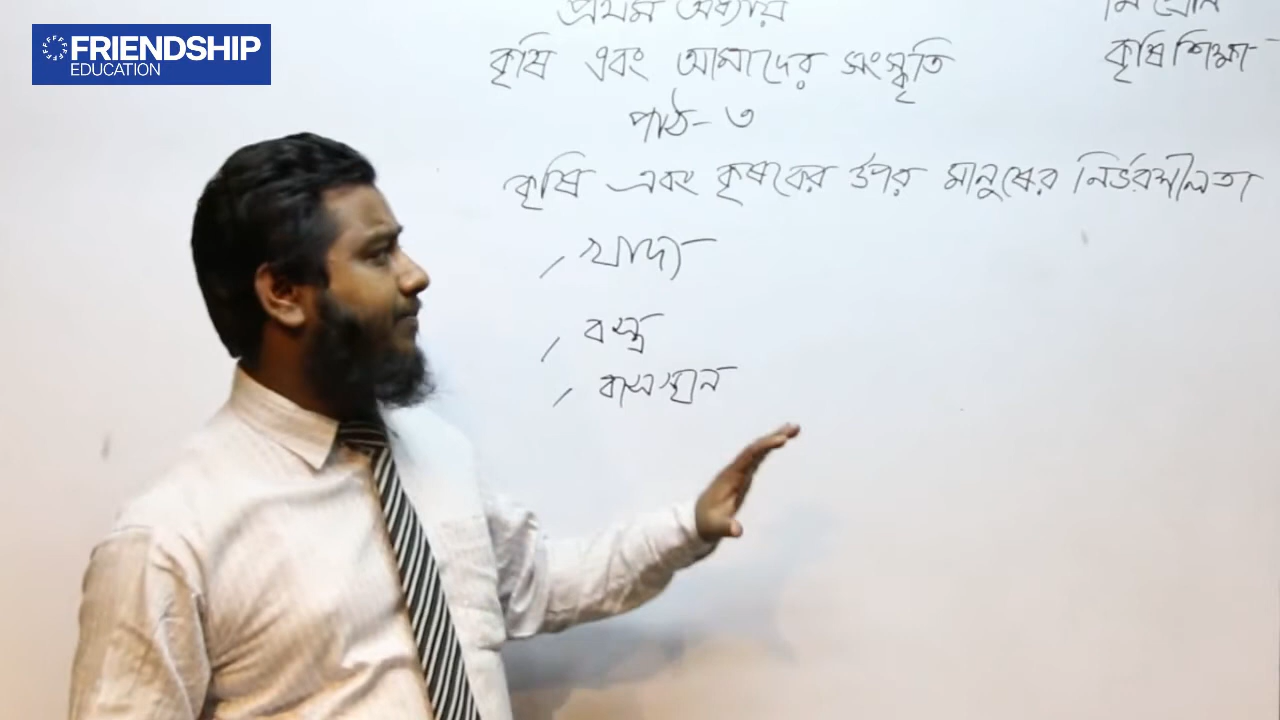 FRIENDSHIP
EDUCATION
প্রথম অধ্যায়
কৃষি শিক্ষা
কৃষি এবং আমাদের সংস্কৃতি
পাঠ- ৩
কৃষি এবং কৃষকের উপর মানুষের নির্ভরশীলতা
খাদ্য
বস্ত্র
বাসস্থান